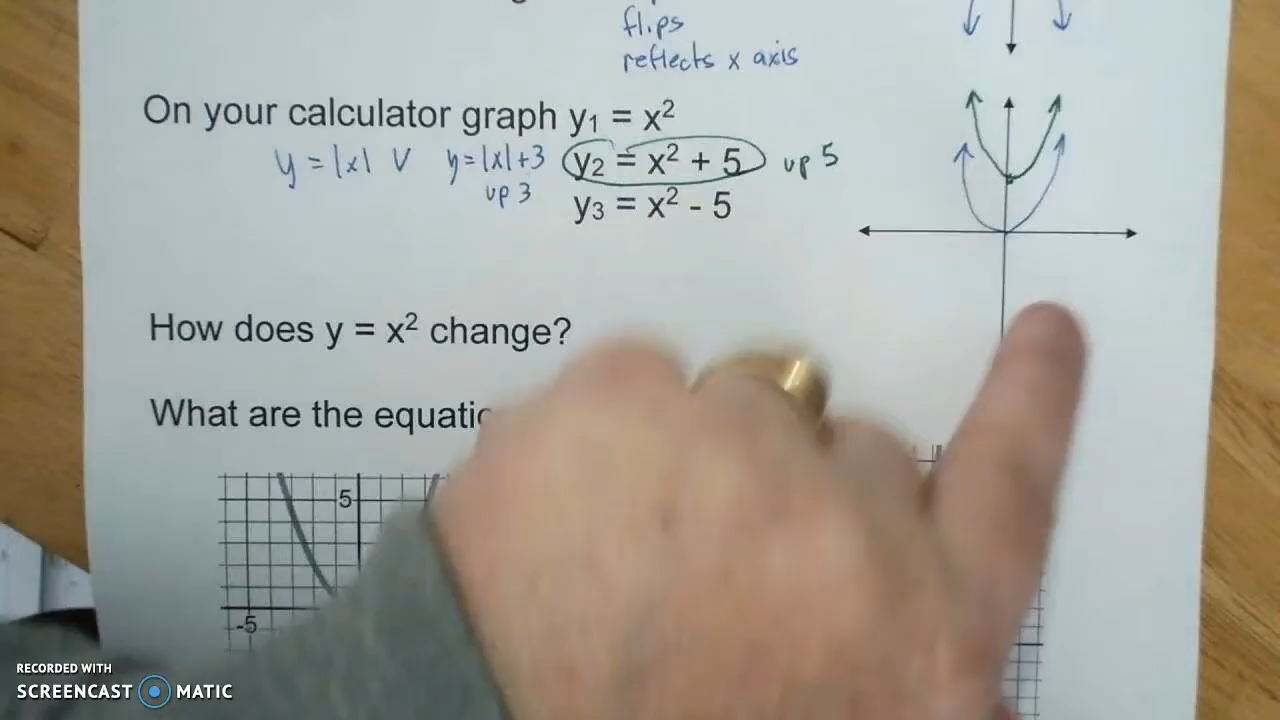 flips
reflects x axis
On your calculator graph y₁ = x²
y = |x| V y = |x|+3 y₂ = x² + 5 up 5
up 3
y₃ = x² - 5
How does y = x² change?
What are the
5
-5
RECORDED WITH
SCREENCAST MATIC